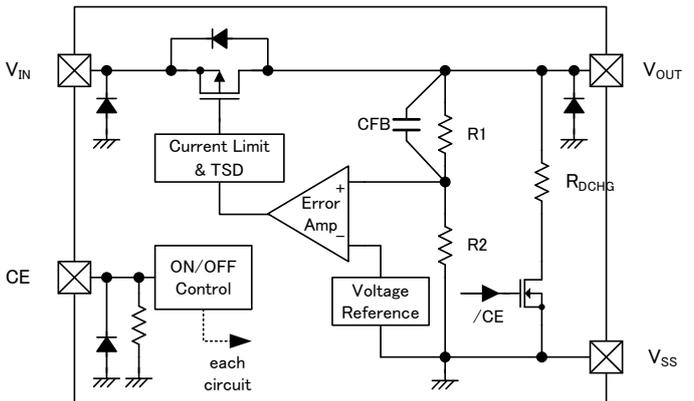 VIN
VOUT
CFB
R1
Current Limit
& TSD
RDCHG
+
Error
Amp
−
R2
CE
ON/OFF
Control
Voltage
Reference
/CE
each
circuit
VSS